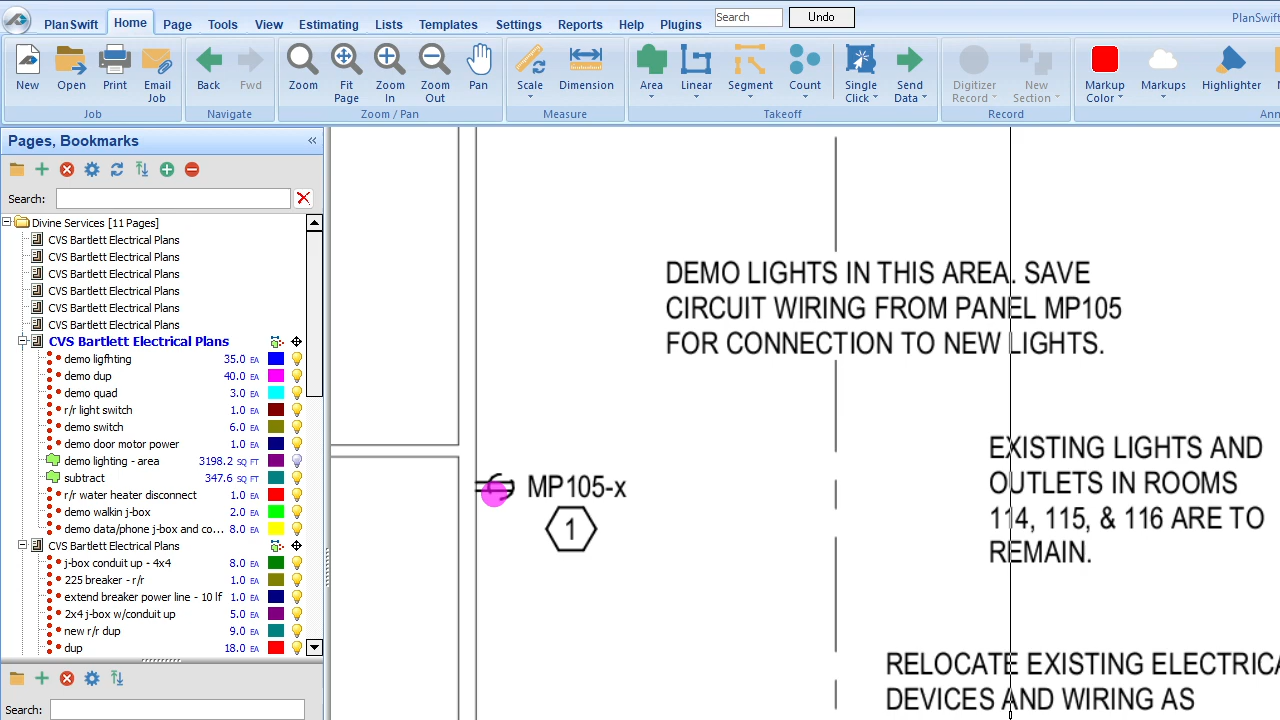 PlanSwift Home Page Tools View Estimating Lists Templates Settings Reports Help Plugins Search Undo PlanSwift
New Open Print Email Job Back Fwd Zoom Fit Page Zoom In Zoom Out Pan Scale Dimension Area Linear Segment Count Single Click Send Data Digitizer Record New Section Markup Color Markups Highlighter
Job Navigate Zoom / Pan Measure Takeoff Record Ann
Pages, Bookmarks
Search:
Divine Services [11 Pages]
CVS Bartlett Electrical Plans
CVS Bartlett Electrical Plans
CVS Bartlett Electrical Plans
CVS Bartlett Electrical Plans
CVS Bartlett Electrical Plans
CVS Bartlett Electrical Plans
CVS Bartlett Electrical Plans
demo ligfhting 35.0 EA
demo dup 40.0 EA
demo quad 3.0 EA
r/r light switch 1.0 EA
demo switch 6.0 EA
demo door motor power 1.0 EA
demo lighting - area 3198.2 SQ FT
subtract 347.6 SQ FT
r/r water heater disconnect 1.0 EA
demo walkin j-box 2.0 EA
demo data/phone j-box and co... 8.0 EA
CVS Bartlett Electrical Plans
j-box conduit up - 4x4 8.0 EA
225 breaker - r/r 1.0 EA
extend breaker power line - 10 lf 1.0 EA
2x4 j-box w/conduit up 5.0 EA
new r/r dup 9.0 EA
dup 18.0 EA
Search:
DEMO LIGHTS IN THIS AREA. SAVE
CIRCUIT WIRING FROM PANEL MP105
FOR CONNECTION TO NEW LIGHTS.
EXISTING LIGHTS AND
OUTLETS IN ROOMS
114, 115, & 116 ARE TO
REMAIN.
MP105-x
1
RELOCATE EXISTING ELECTRICA
DEVICES AND WIRING AS